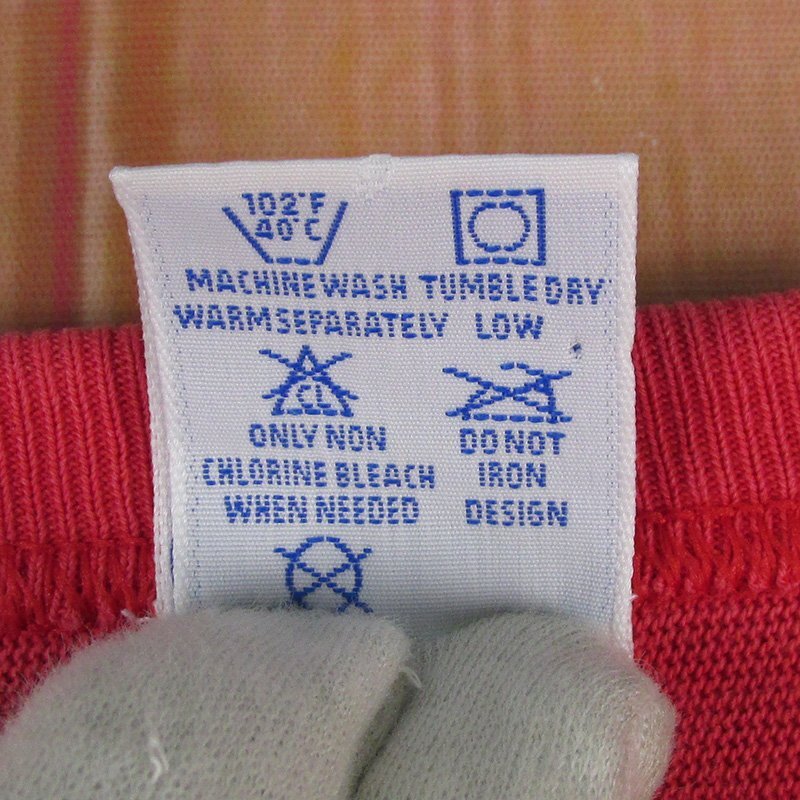 102°F
40°C
MACHINE WASH
WARM SEPARATELY
TUMBLE DRY
LOW
CL
ONLY NON
CHLORINE BLEACH
WHEN NEEDED
DO NOT
IRON
DESIGN